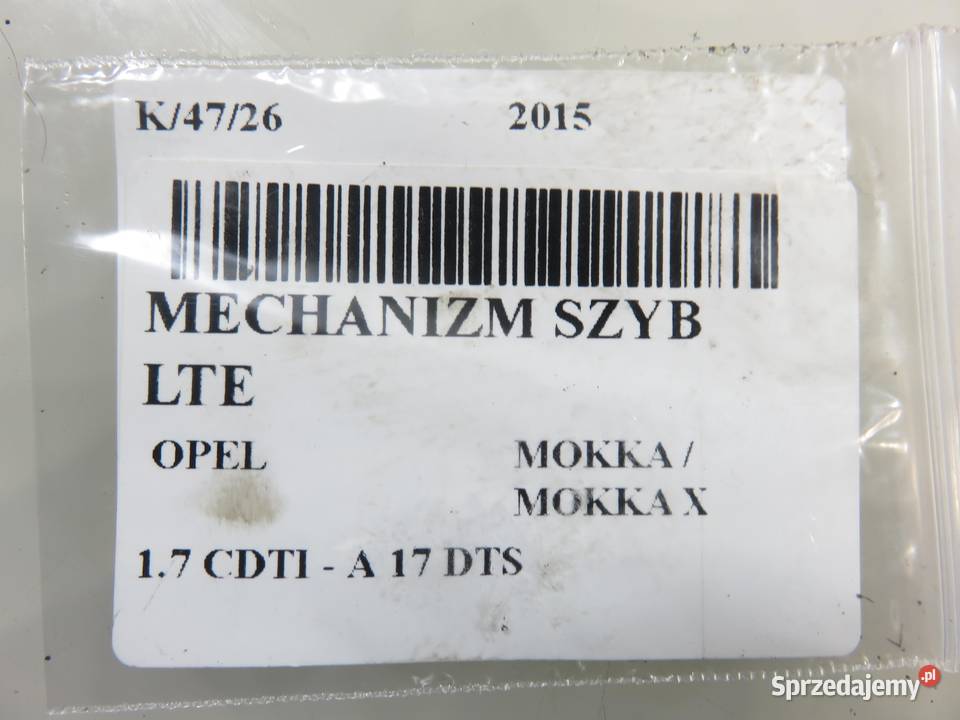 K/47/26 2015
MECHANIZM SZYB
LTE
OPEL MOKKA /
MOKKA X
1.7 CDTI - A 17 DTS
Sprzedajemy.pl